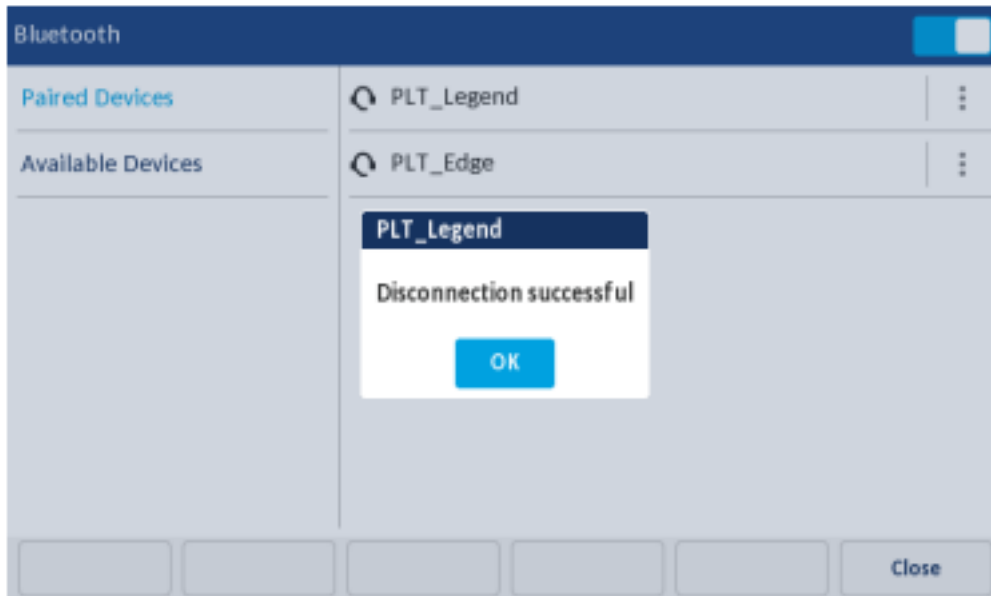 Bluetooth
Paired Devices
PLT_Legend
Available Devices
PLT_Edge
PLT_Legend
Disconnection successful
OK
Close